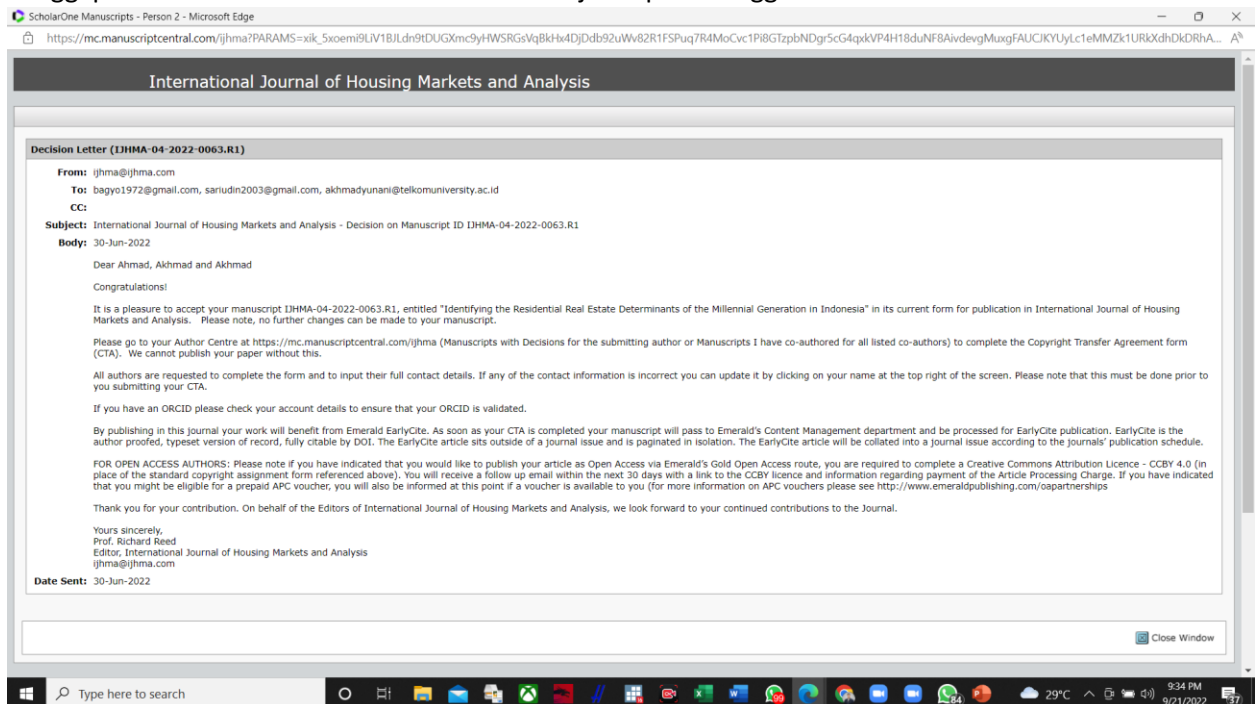 ScholarOne Manuscripts - Person 2 - Microsoft Edge
https://mc.manuscriptcentral.com/ijhma?PARAMS=xik_
International Journal of Housing Markets and Analysis
Decision Letter (IJHMA-04-2022-0063.R1)
From: ijhma@ijhma.com
To: bagyo1972@gmail.com, sariudin2003@gmail.com, akhmadyunani@telkomuniversity.ac.id
CC:
Subject: International Journal of Housing Markets and Analysis - Decision on Manuscript ID IJHMA-04-2022-0063.R1
Body: 30-Jun-2022
Dear Ahmad, Akhmad and Akhmad
Congratulations!
It is a pleasure to accept your manuscript IJHMA-04-2022-0063.R1, entitled "Identifying the Residential Real Estate Determinants of the Millennial Generation in Indonesia" in its current form for publication in International Journal of Housing
Markets and Analysis. Please note, no further changes can be made to your manuscript.
Please go to your Author Centre at https://mc.manuscriptcentral.com/ijhma (Manuscripts with Decisions for the submitting author or Manuscripts I have co-authored for all listed co-authors) to complete the Copyright Transfer Agreement form
(CTA). We cannot publish your paper without this.
All authors are requested to complete the form and to input their full contact details. If any of the contact information is incorrect you can update it by clicking on your name at the top right of the screen. Please note that this must be done prior to
you submitting your CTA.
If you have an ORCID please check your account details to ensure that your ORCID is validated.
By publishing in this journal your work will benefit from Emerald EarlyCite. As soon as your CTA is completed your manuscript will pass to Emerald's Content Management department and be processed for EarlyCite publication. EarlyCite is the
author proofed, typeset version of record, fully citable by DOI. The EarlyCite article sits outside of a journal issue and is paginated in isolation. The EarlyCite article will be collated into a journal issue according to the journals' publication schedule.
FOR OPEN ACCESS AUTHORS: Please note if you have indicated that you would like to publish your article as Open Access via Emerald's Gold Open Access route, you are required to complete a Creative Commons Attribution Licence - CCBY 4.0 (in
place of the standard copyright assignment form referenced above). You will receive a follow up email within the next 30 days with a link to the CCBY licence and information regarding payment of the Article Processing Charge. If you have indicated
that you might be eligible for a prepaid APC voucher, you will also be informed at this point if a voucher is available to you (for more information on APC vouchers please see http://www.emeraldpublishing.com/oapartnerships
Thank you for your contribution. On behalf of the Editors of International Journal of Housing Markets and Analysis, we look forward to your continued contributions to the Journal.
Yours sincerely,
Prof. Richard Reed
Editor, International Journal of Housing Markets and Analysis
ijhma@ijhma.com
Date Sent: 30-Jun-2022
Close Window
Type here to search
99
84
29°C
9:34 PM
9/21/2022
37